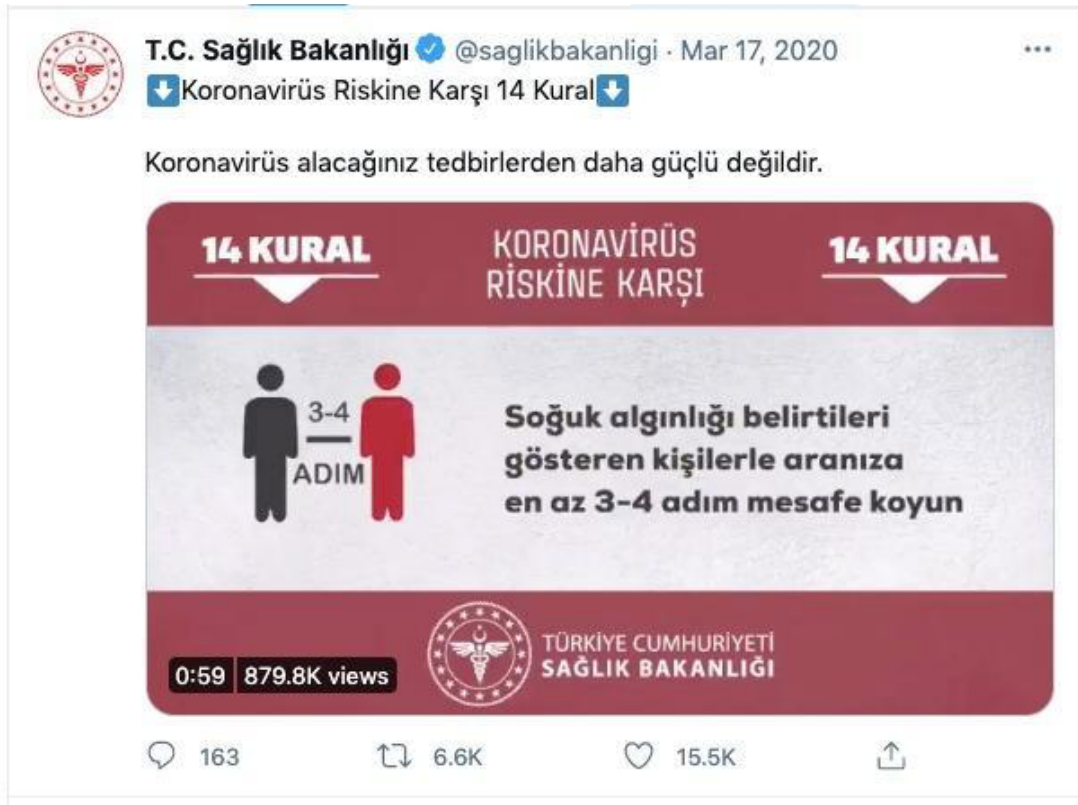 T.C. Sağlık Bakanlığı @saglikbakanligi · Mar 17, 2020
⬇Koronavirüs Riskine Karşı 14 Kural⬇
Koronavirüs alacağınız tedbirlerden daha güçlü değildir.
14 KURAL
KORONAVİRÜS
RİSKİNE KARŞI
14 KURAL
3-4
ADIM
Soğuk algınlığı belirtileri
gösteren kişilerle aranıza
en az 3-4 adım mesafe koyun
TÜRKİYE CUMHURİYETİ
SAĞLIK BAKANLIĞI
0:59 879.8K views
163 6.6K 15.5K